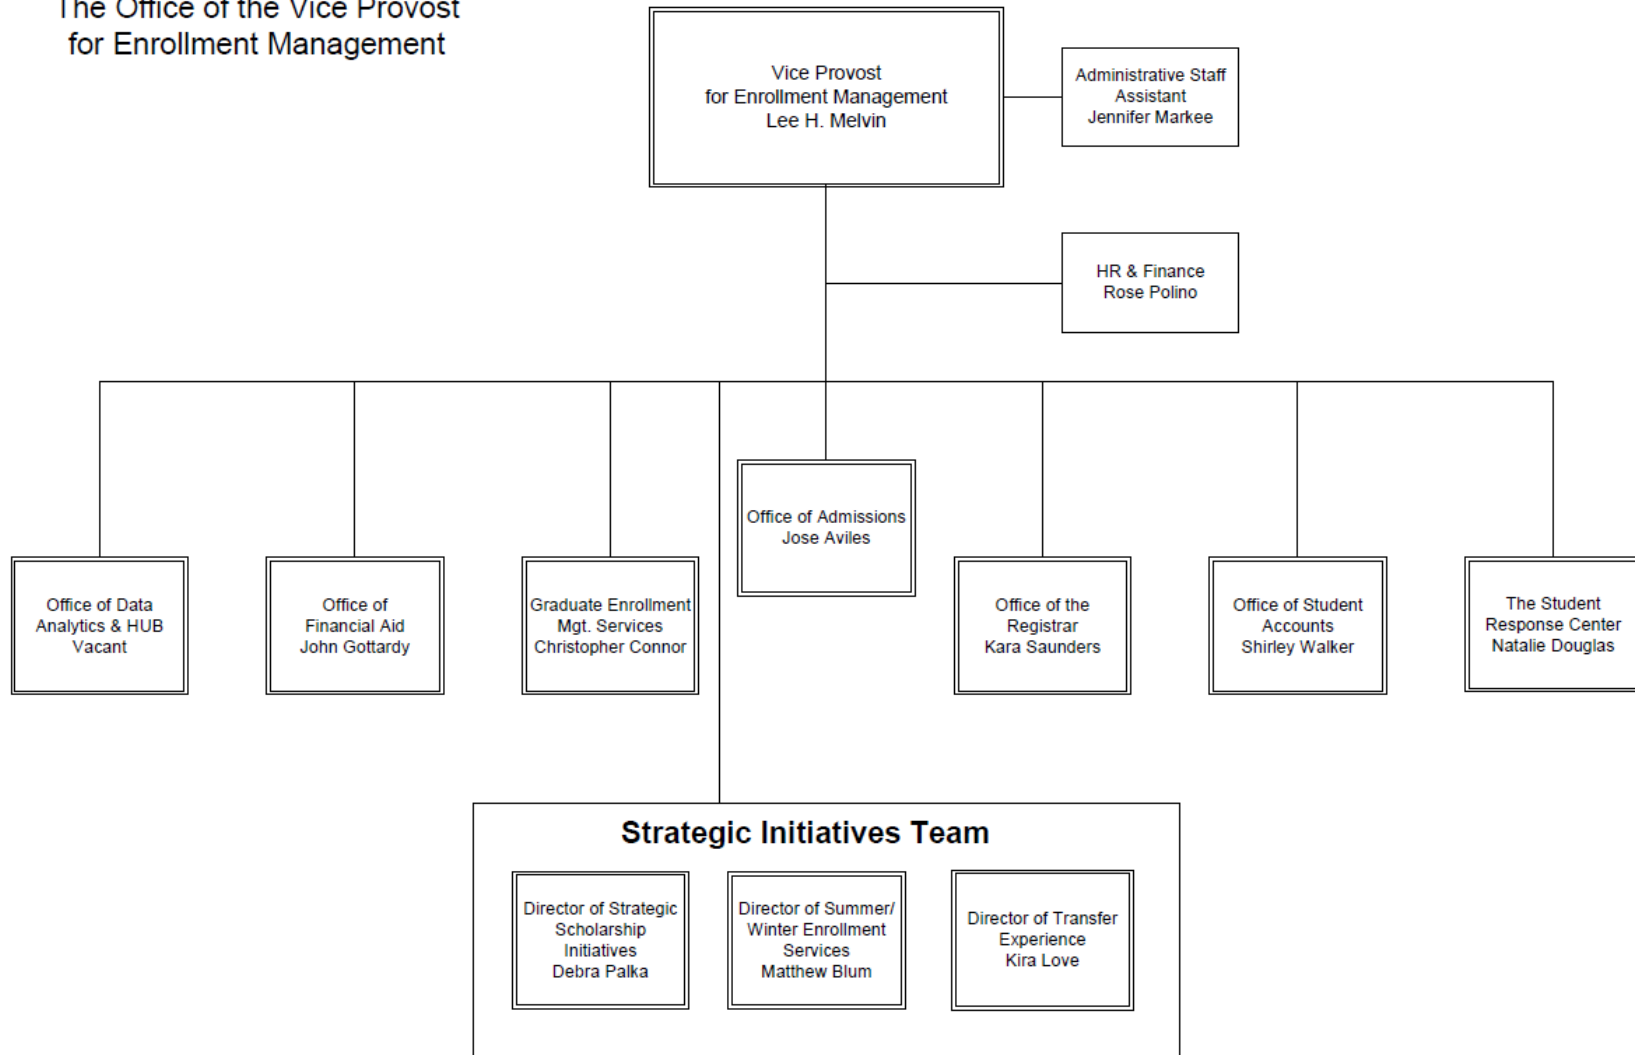 The Office of the Vice Provost
for Enrollment Management
Vice Provost
for Enrollment Management
Lee H. Melvin
Administrative Staff
Assistant
Jennifer Markee
HR & Finance
Rose Polino
Office of Admissions
Jose Aviles
Office of Data
Analytics & HUB
Vacant
Office of
Financial Aid
John Gottardy
Graduate Enrollment
Mgt. Services
Christopher Connor
Office of the
Registrar
Kara Saunders
Office of Student
Accounts
Shirley Walker
The Student
Response Center
Natalie Douglas
Strategic Initiatives Team
Director of Strategic
Scholarship
Initiatives
Debra Palka
Director of Summer/
Winter Enrollment
Services
Matthew Blum
Director of Transfer
Experience
Kira Love